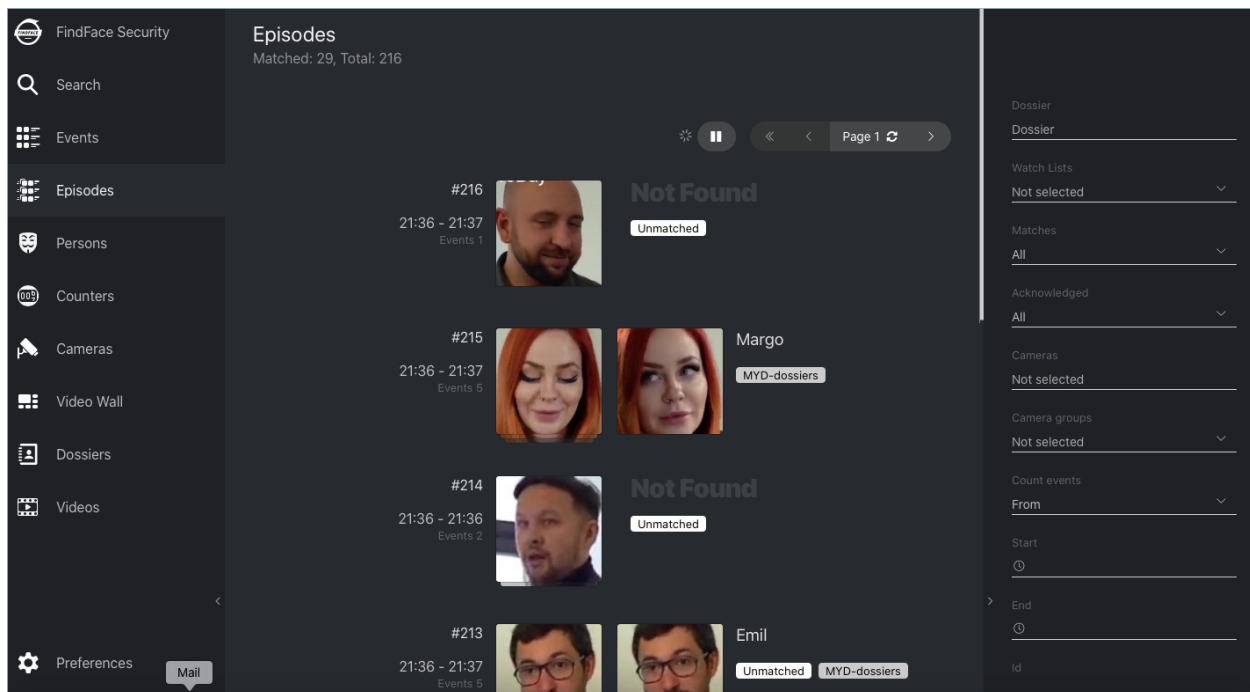 FindFace Security
Search
Events
Episodes
Persons
Counters
Cameras
Video Wall
Dossiers
Videos
Preferences
Mail
Episodes
Matched: 29, Total: 216
Page 1
#216
21:36 - 21:37
Events 1
Not Found
Unmatched
#215
21:36 - 21:37
Events 5
Margo
MYD-dossiers
#214
21:36 - 21:36
Events 2
Not Found
Unmatched
#213
21:36 - 21:37
Events 5
Emil
Unmatched MYD-dossiers
Dossier
Dossier
Watch Lists
Not selected
Matches
All
Acknowledged
All
Cameras
Not selected
Camera groups
Not selected
Count events
From
Start
End
Id